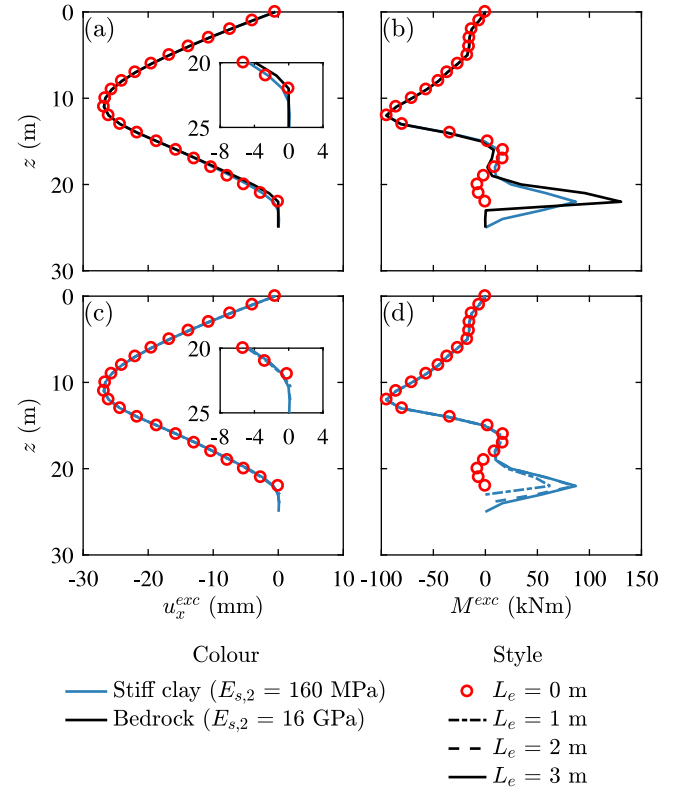 0
10
20
30
z (m)
(a)
20
25
-8 -4 0 4
(b)
0
10
20
30
z (m)
(c)
20
25
-8 -4 0 4
(d)
-30 -20 -10 0 10
-100 -50 0 50 100 150
u_x^{exc} (mm)
M^{exc} (kNm)
Colour
Stiff clay (E_{s,2} = 160 MPa)
Bedrock (E_{s,2} = 16 GPa)
Style
L_e = 0 m
L_e = 1 m
L_e = 2 m
L_e = 3 m